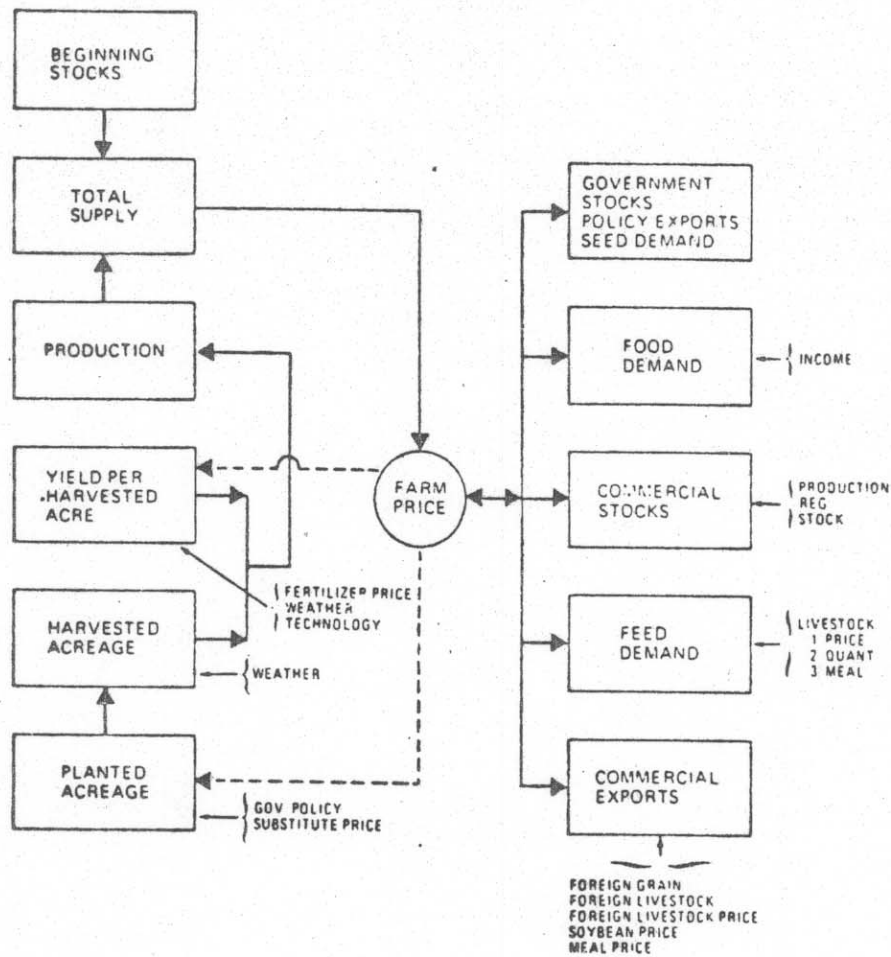 BEGINNING
STOCKS
TOTAL
SUPPLY
PRODUCTION
YIELD PER
HARVESTED
ACRE
FERTILIZER PRICE
WEATHER
TECHNOLOGY
HARVESTED
ACREAGE
WEATHER
PLANTED
ACREAGE
GOV POLICY
SUBSTITUTE PRICE
FARM
PRICE
GOVERNMENT
STOCKS
POLICY EXPORTS
SEED DEMAND
FOOD
DEMAND
INCOME
COMMERCIAL
STOCKS
PRODUCTION
REG
STOCK
FEED
DEMAND
LIVESTOCK
1 PRICE
2 QUANT
3 MEAL
COMMERCIAL
EXPORTS
FOREIGN GRAIN
FOREIGN LIVESTOCK
FOREIGN LIVESTOCK PRICE
SOYBEAN PRICE
MEAL PRICE